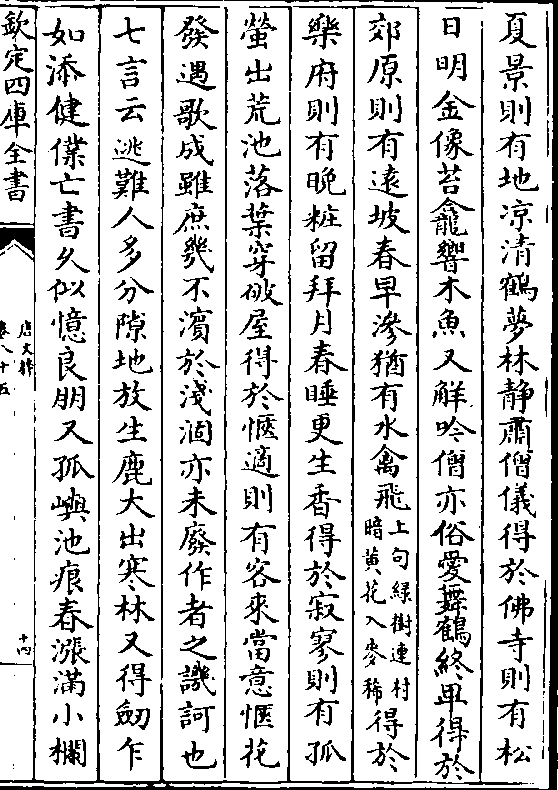 夏景則有地凉清鶴夢林静肅僧儀得於佛寺則有松
日明金像苔龕響木魚又解吟僧亦俗愛舞鶴終卑得於
郊原則有逺坡春早滲猶有水禽飛上句緑樹連村暗黄花入麥稀得於
樂府則有晚粧留拜月春睡更生香得於寂寥則有孤
螢出荒池落葉穿破屋得於愜適則有客來當意愜花
發遇歌成雖庶幾不濵於淺涸亦未廢作者之譏訶也
七言云逃難人多分隙地放生鹿大出寒林又得劒乍
如添健僕亡書久似憶良朋又孤嶼池痕春漲滿小欄
欽定四庫全書
唐文粹
卷八十五
十四